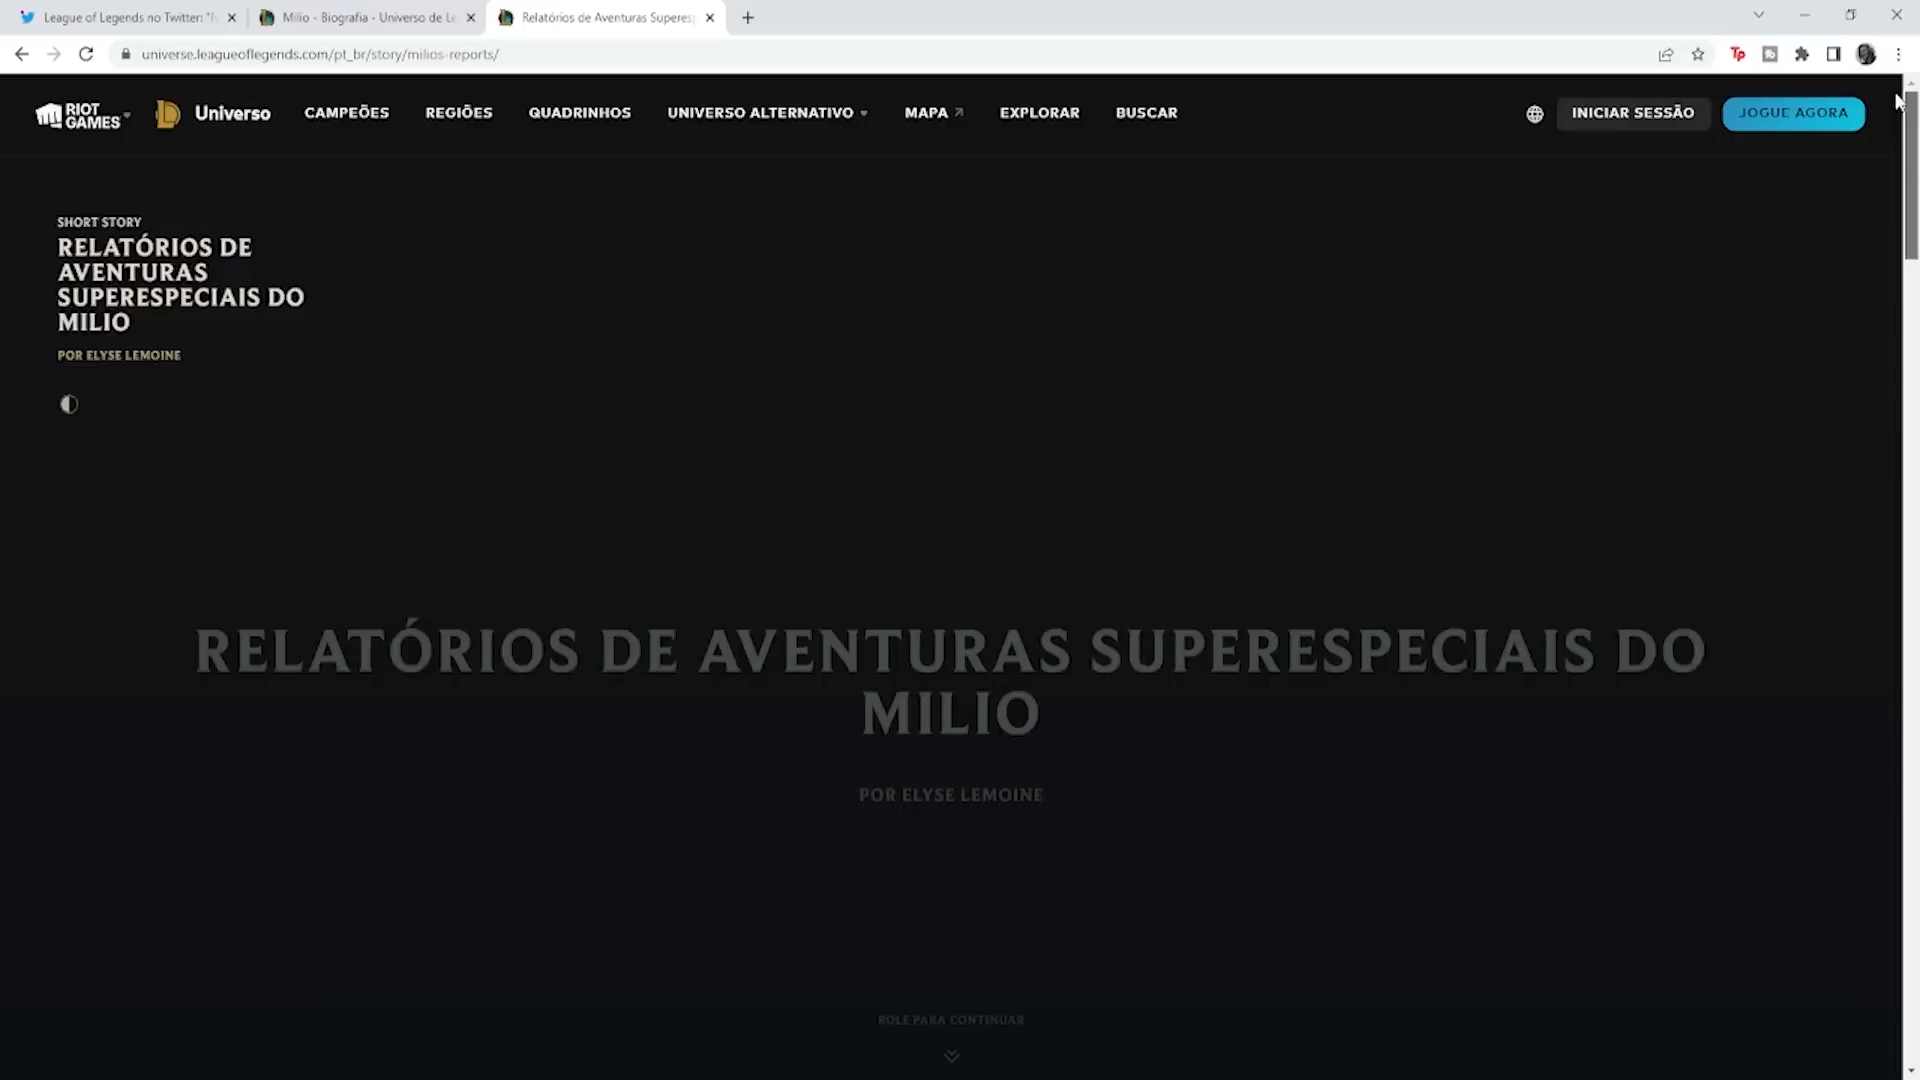 League of Legends no Twitter: "
Milio - Biografia - Universo de Le
Relatórios de Aventuras Superes
universe.leagueoflegends.com/pt_br/story/milios-reports/
Tp
RIOT
GAMES
Universo
CAMPEÕES
REGIÕES
QUADRINHOS
UNIVERSO ALTERNATIVO
MAPA
EXPLORAR
BUSCAR
INICIAR SESSÃO
JOGUE AGORA
SHORT STORY
RELATÓRIOS DE
AVENTURAS
SUPERESPECIAIS DO
MILIO
POR ELYSE LEMOINE
RELATÓRIOS DE AVENTURAS SUPERESPECIAIS DO
MILIO
POR ELYSE LEMOINE
ROLE PARA CONTINUAR